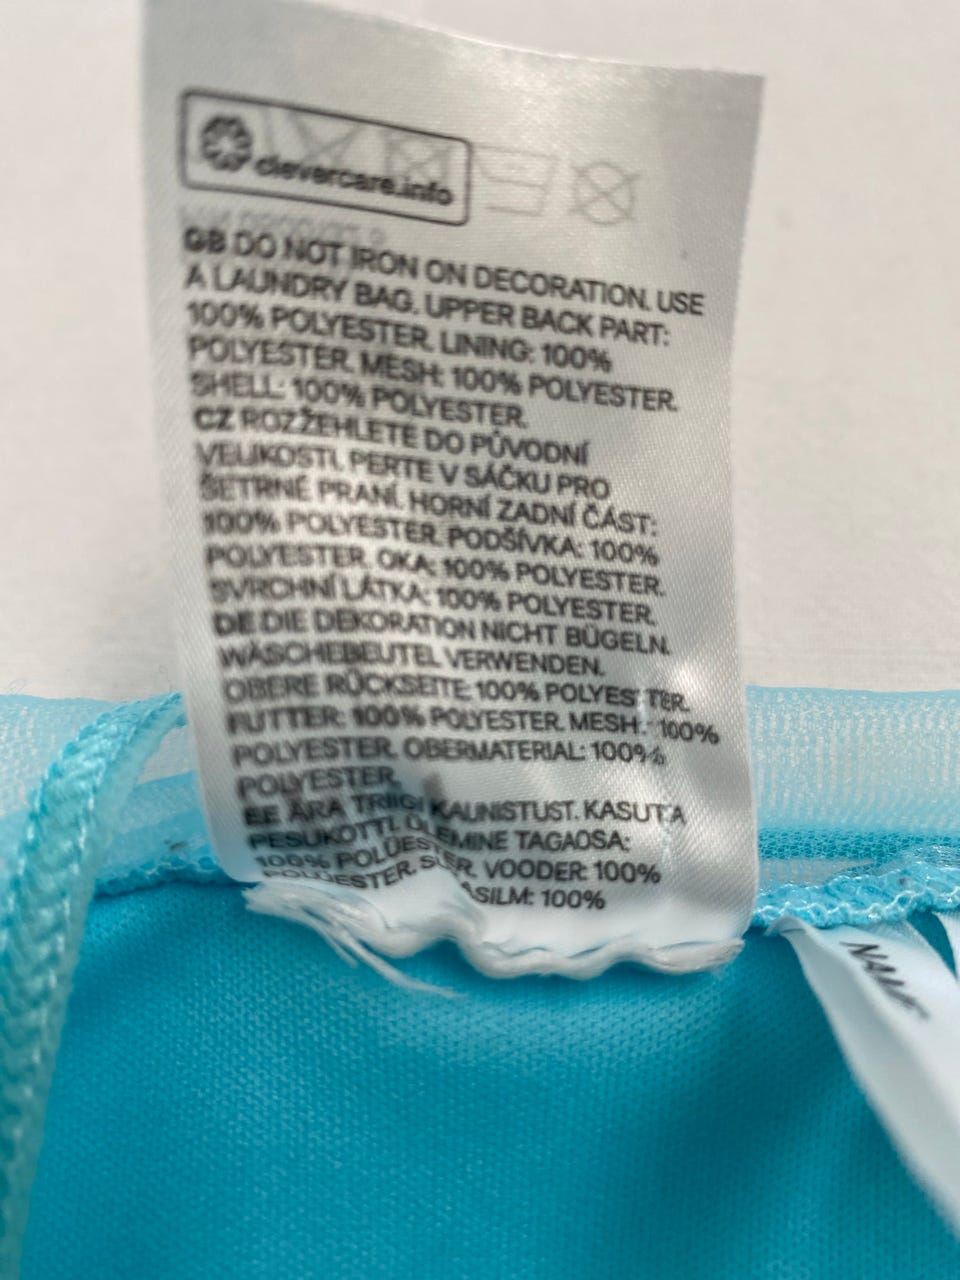 clevercare.info
GB DO NOT IRON ON DECORATION. USE
A LAUNDRY BAG. UPPER BACK PART:
100% POLYESTER. LINING: 100%
POLYESTER. MESH: 100% POLYESTER.
SHELL: 100% POLYESTER.
CZ ROZŽEHLETE DO PŮVODNÍ
VELIKOSTI. PERTE V SÁČKU PRO
ŠETRNÉ PRANÍ. HORNÍ ZADNÍ ČÁST:
100% POLYESTER. PODŠÍVKA: 100%
POLYESTER. OKA: 100% POLYESTER.
SVRCHNÍ LÁTKA: 100% POLYESTER.
DE DIE DEKORATION NICHT BÜGELN.
WÄSCHEBEUTEL VERWENDEN.
OBERE RÜCKSEITE: 100% POLYESTER.
FUTTER: 100% POLYESTER. MESH: 100%
POLYESTER. OBERMATERIAL: 100%
POLYESTER.
EE ÄRA TRIIGI KAUNISTUST. KASUTA
PESUKOTTI. ÜLEMINE TAGAOSA:
100% POLÜESTER. VOODER: 100%
POLÜESTER. 100%
NAME